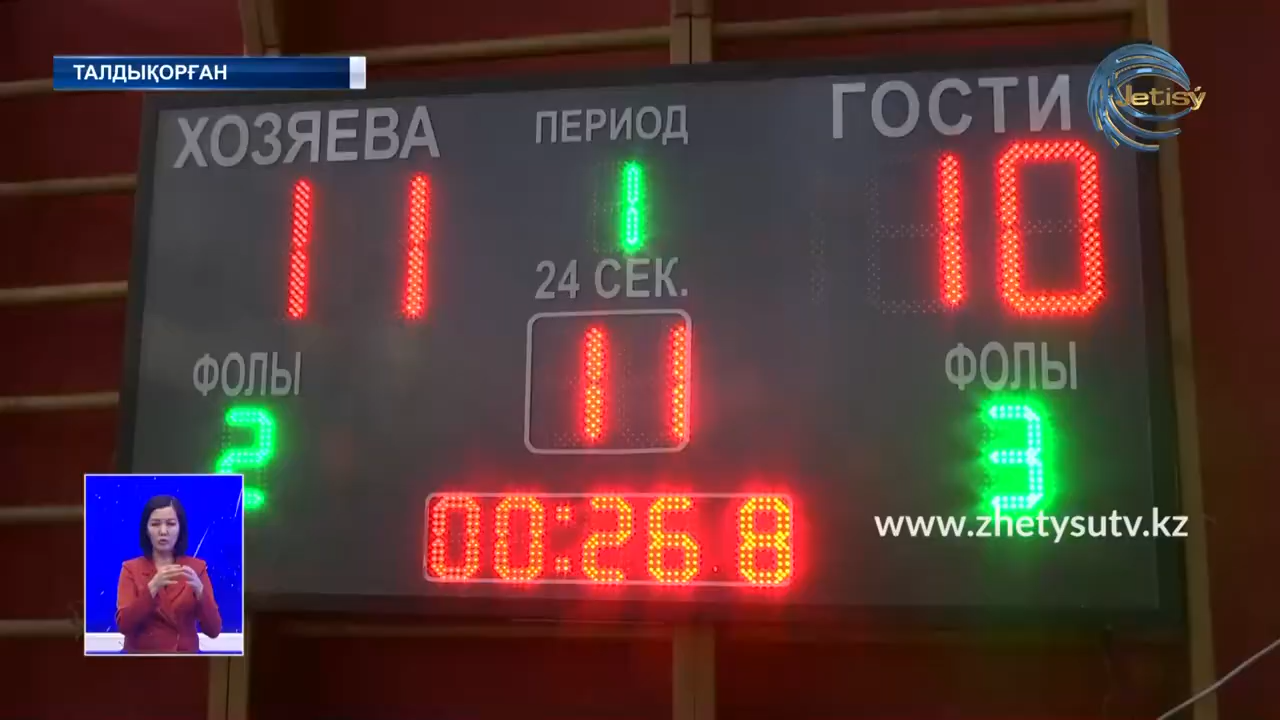 ТАЛДЫҚОРҒАН
Jetisý
ХОЗЯЕВА ПЕРИОД ГОСТИ
11 1 10
24 СЕК.
11
ФОЛЫ ФОЛЫ
2 3
00:26.8
www.zhetysutv.kz